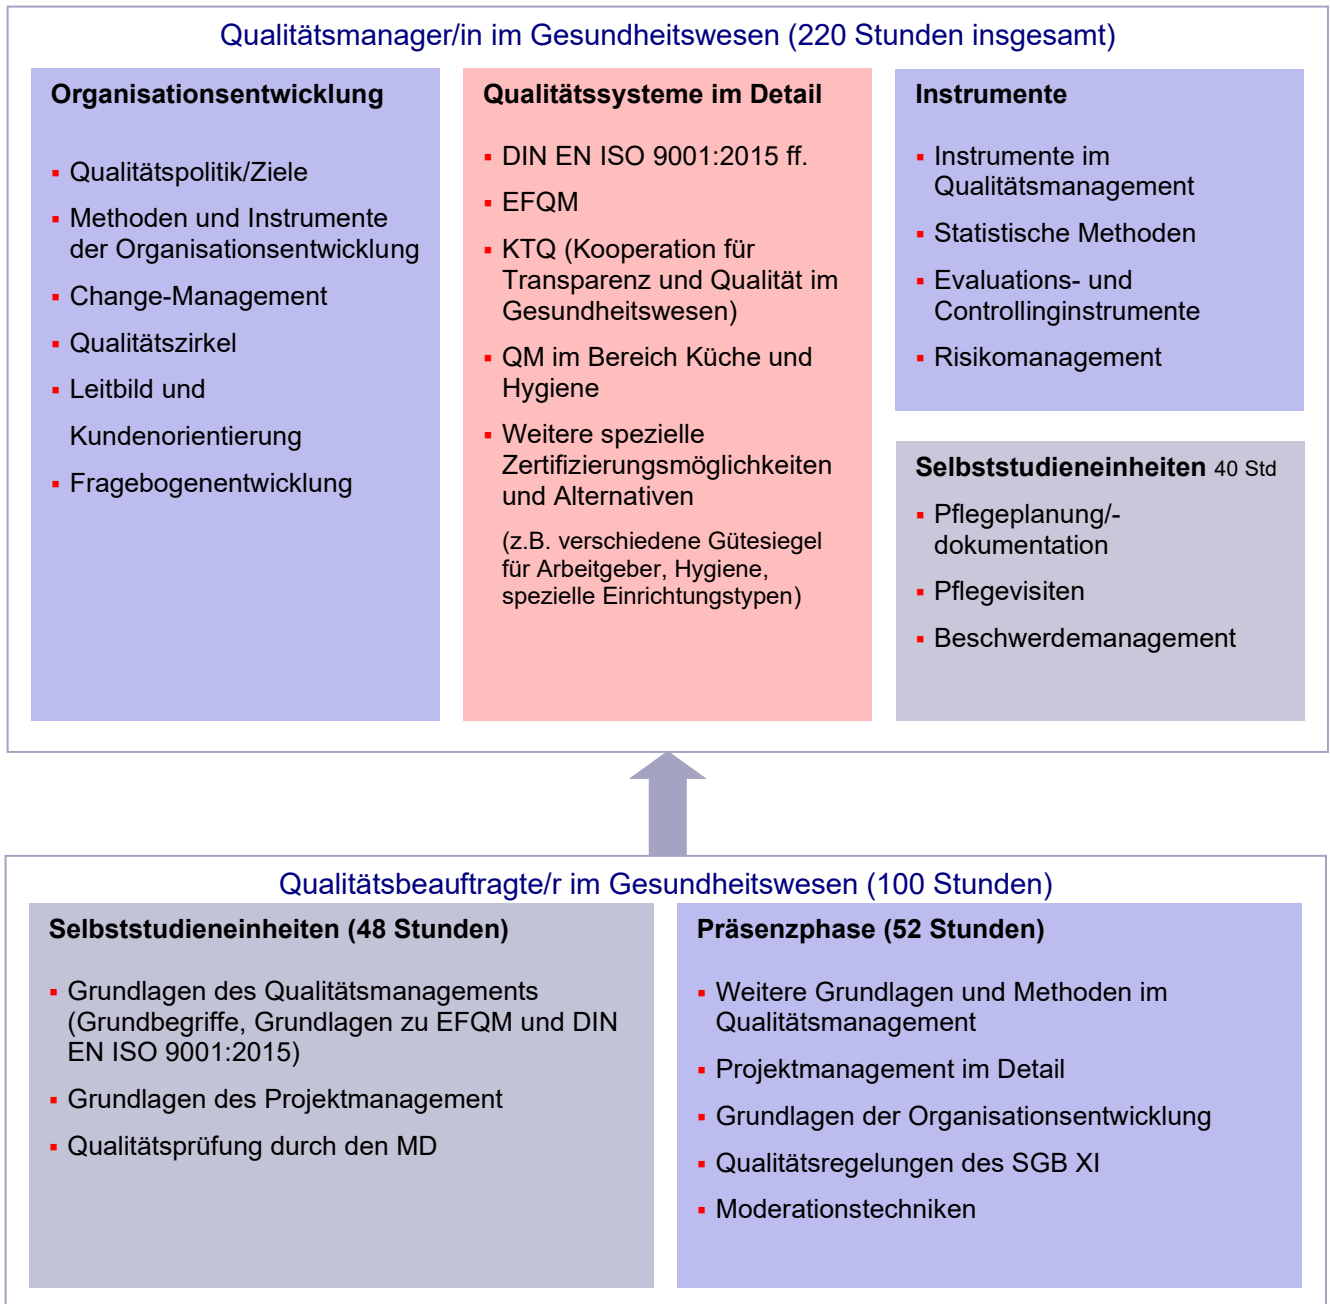 Qualitätsmanager/in im Gesundheitswesen (220 Stunden insgesamt)
Organisationsentwicklung
▪ Qualitätspolitik/Ziele
▪ Methoden und Instrumente
der Organisationsentwicklung
▪ Change-Management
▪ Qualitätszirkel
▪ Leitbild und
Kundenorientierung
▪ Fragebogenentwicklung
Qualitätssysteme im Detail
▪ DIN EN ISO 9001:2015 ff.
▪ EFQM
▪ KTQ (Kooperation für
Transparenz und Qualität im
Gesundheitswesen)
▪ QM im Bereich Küche und
Hygiene
▪ Weitere spezielle
Zertifizierungsmöglichkeiten
und Alternativen
(z.B. verschiedene Gütesiegel
für Arbeitgeber, Hygiene,
spezielle Einrichtungstypen)
Instrumente
▪ Instrumente im
Qualitätsmanagement
▪ Statistische Methoden
▪ Evaluations- und
Controllinginstrumente
▪ Risikomanagement
Selbststudieneinheiten 40 Std
▪ Pflegeplanung/-
dokumentation
▪ Pflegevisiten
▪ Beschwerdemanagement
Qualitätsbeauftragte/r im Gesundheitswesen (100 Stunden)
Selbststudieneinheiten (48 Stunden)
▪ Grundlagen des Qualitätsmanagements
(Grundbegriffe, Grundlagen zu EFQM und DIN
EN ISO 9001:2015)
▪ Grundlagen des Projektmanagement
▪ Qualitätsprüfung durch den MD
Präsenzphase (52 Stunden)
▪ Weitere Grundlagen und Methoden im
Qualitätsmanagement
▪ Projektmanagement im Detail
▪ Grundlagen der Organisationsentwicklung
▪ Qualitätsregelungen des SGB XI
▪ Moderationstechniken